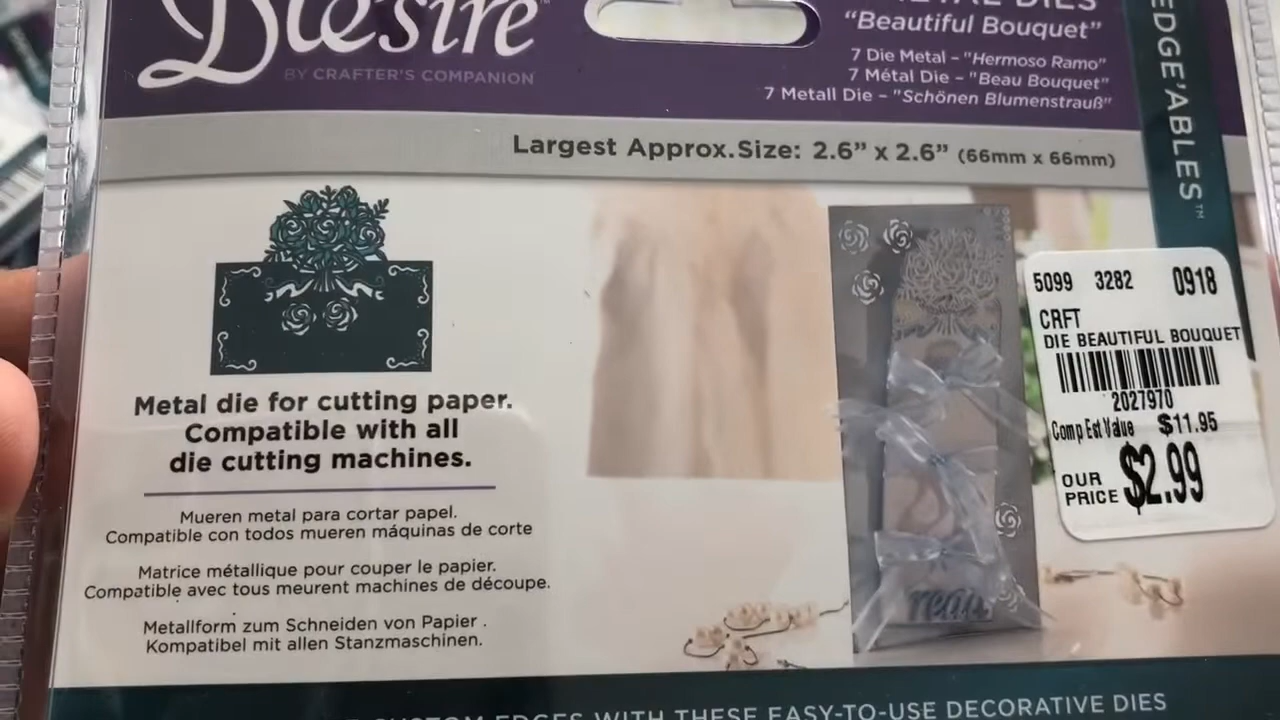 Die'sire™
BY CRAFTER'S COMPANION
METAL DIES
"Beautiful Bouquet"
7 Die Metal - "Hermoso Ramo"
7 Métal Die - "Beau Bouquet"
7 Metall Die - "Schönen Blumenstrauß"
EDGE'ABLES™
Largest Approx.Size: 2.6" x 2.6" (66mm x 66mm)
Metal die for cutting paper.
Compatible with all
die cutting machines.
Mueren metal para cortar papel.
Compatible con todos mueren máquinas de corte
Matrice métallique pour couper le papier.
Compatible avec tous meurent machines de découpe.
Metallform zum Schneiden von Papier .
Kompatibel mit allen Stanzmaschinen.
5099 3282 0918
CRFT
DIE BEAUTIFUL BOUQUET
2027970
Comp Est Value $11.95
OUR PRICE $2.99
CUSTOM EDGES WITH THESE EASY-TO-USE DECORATIVE DIES